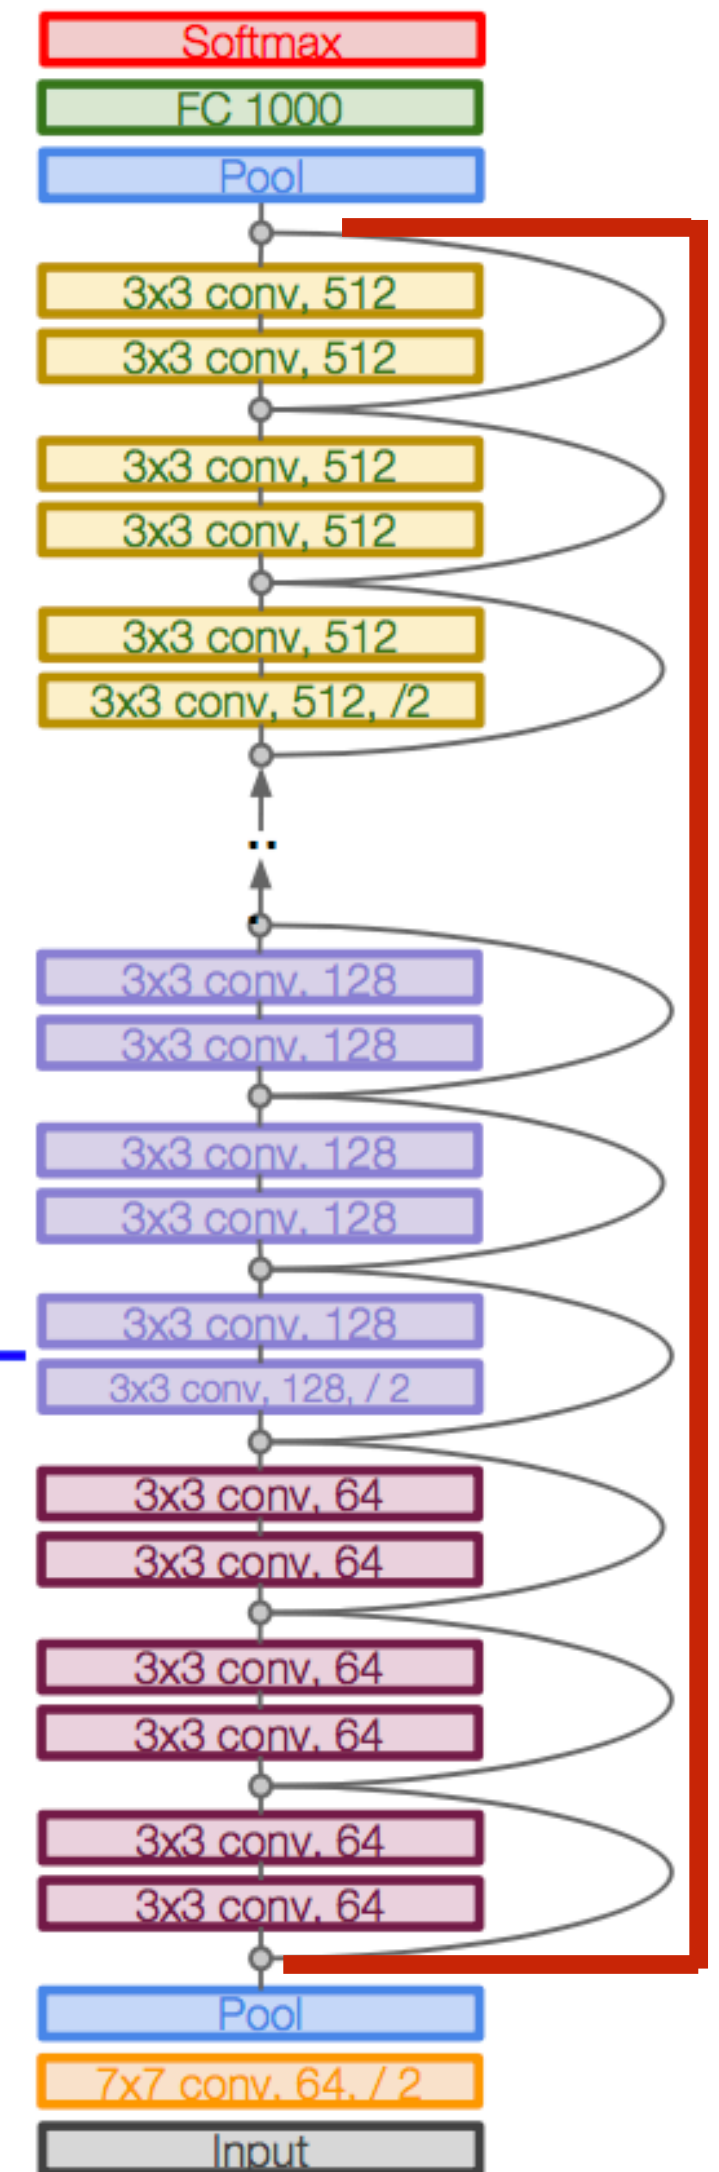 Softmax
FC 1000
Pool
3x3 conv, 512
3x3 conv, 512
3x3 conv, 512
3x3 conv, 512
3x3 conv, 512
3x3 conv, 512, /2
..
.
3x3 conv, 128
3x3 conv, 128
3x3 conv, 128
3x3 conv, 128
3x3 conv, 128
3x3 conv, 128, / 2
3x3 conv, 64
3x3 conv, 64
3x3 conv, 64
3x3 conv, 64
3x3 conv, 64
3x3 conv, 64
Pool
7x7 conv, 64, / 2
Input